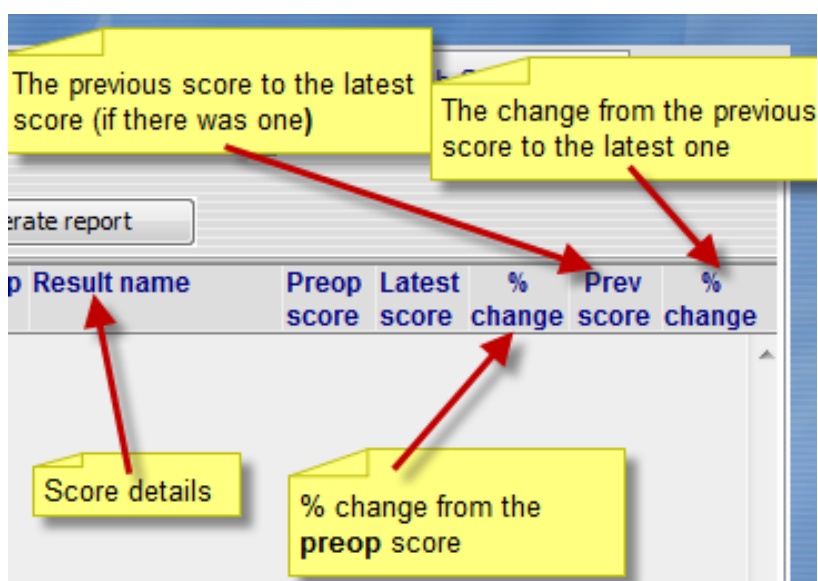 The previous score to the latest
score (if there was one)
The change from the previous
score to the latest one
erate report
p Result name Preop Latest % Prev %
score score change score change
Score details
% change from the
preop score